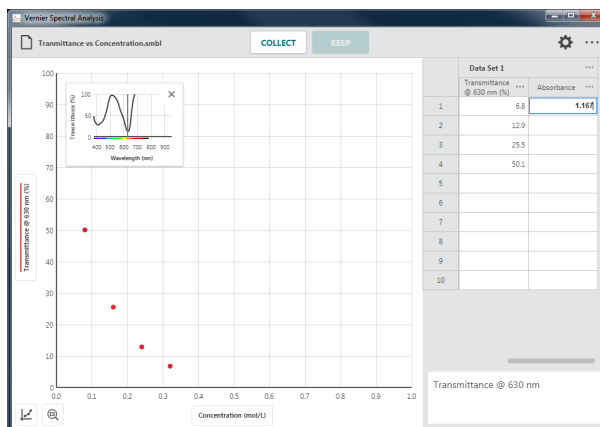 Vernier Spectral Analysis
Tranmittance vs Concentration.smbl
COLLECT
KEEP
100
90
80
70
60
50
40
30
20
10
0
Transmittance @ 630 nm (%)
0.0 0.1 0.2 0.3 0.4 0.5 0.6 0.7 0.8 0.9 1.0
Concentration (mol/L)
Transmittance (%)
100
50
0
400 500 600 700 800 900
Wavelength (nm)
Data Set 1
Transmittance @ 630 nm (%) Absorbance
1 6.8 1.167
2 12.9
3 25.5
4 50.1
5
6
7
8
9
10
Transmittance @ 630 nm